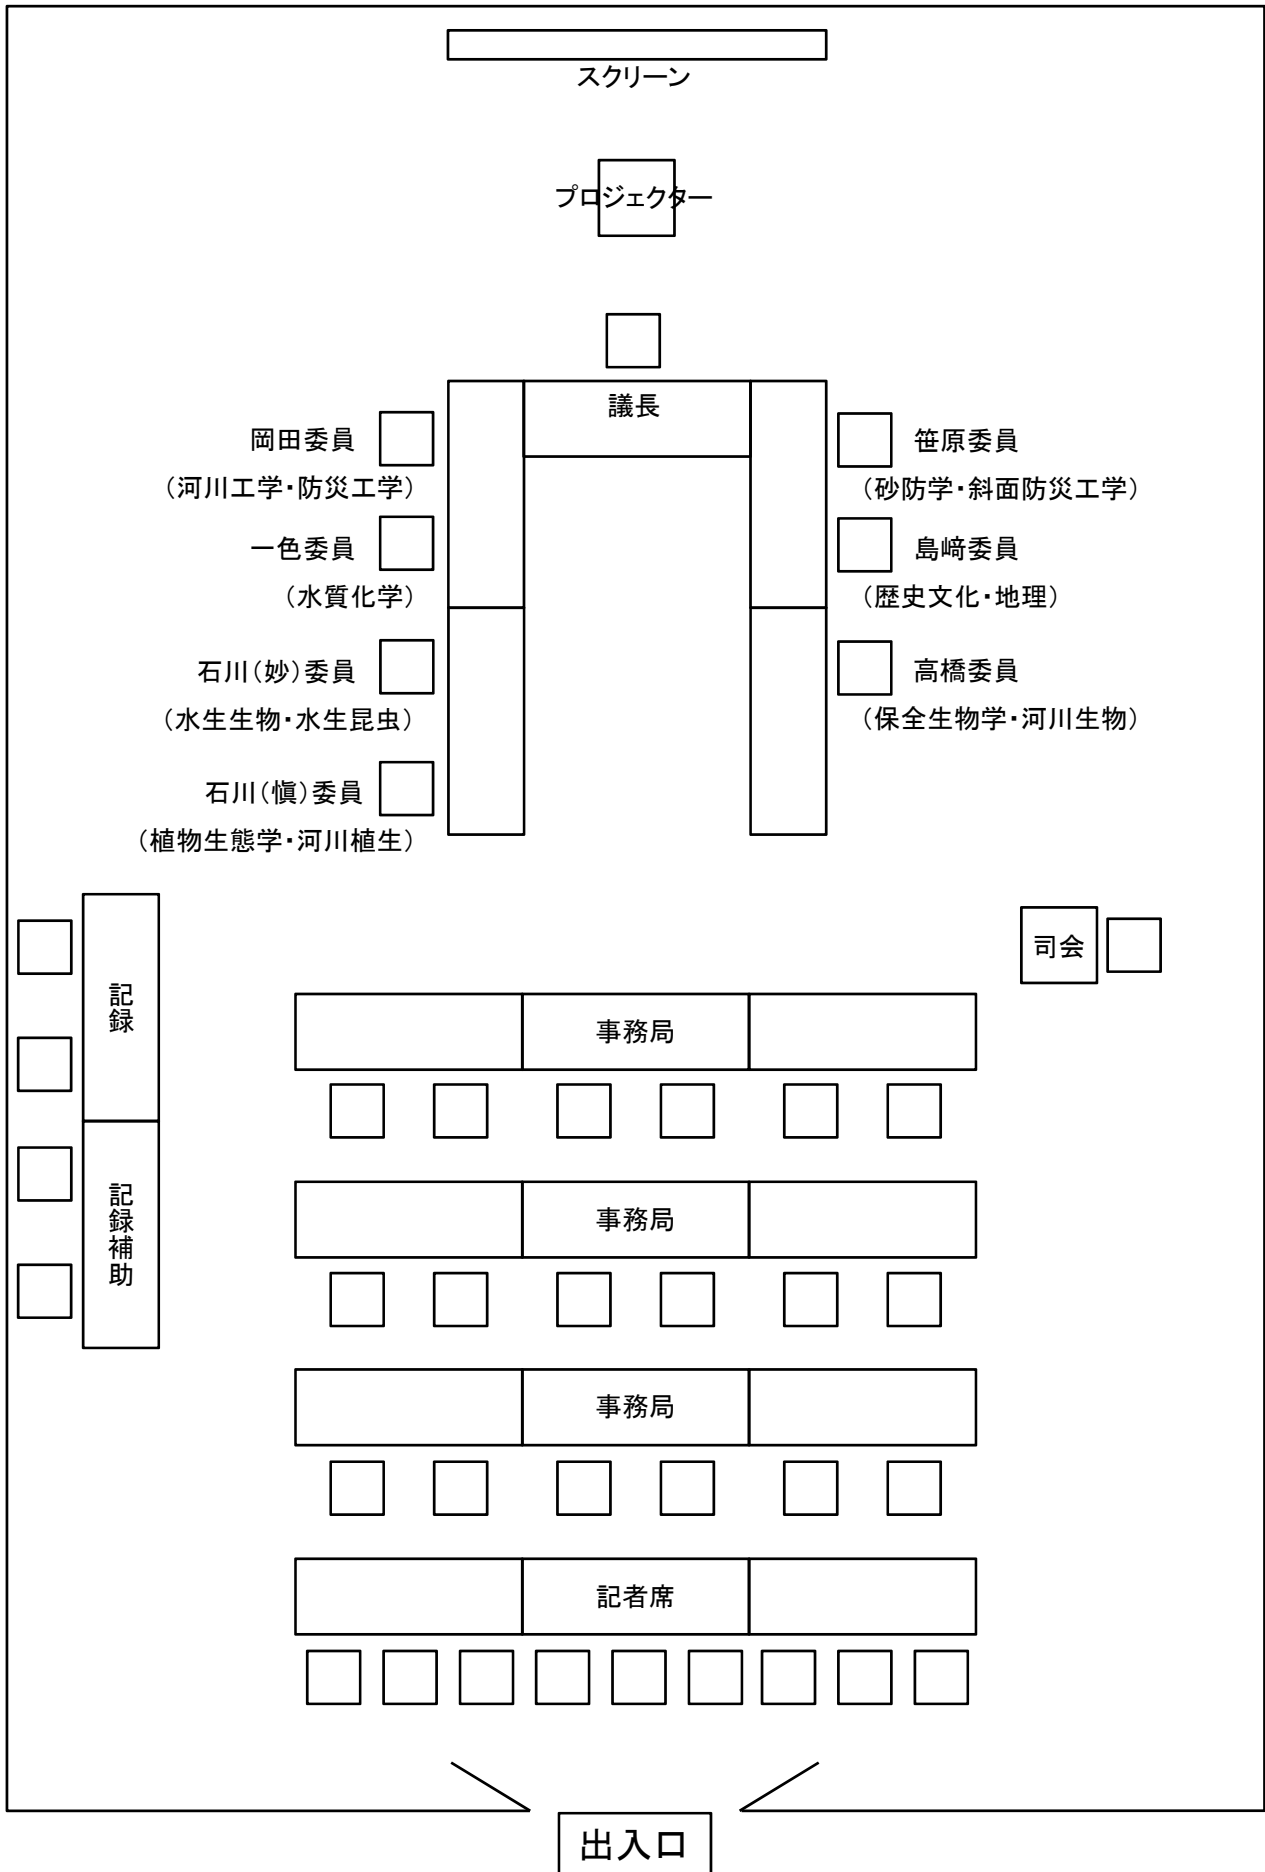 スクリーン
プロジェクター
議長
岡田委員
（河川工学・防災工学）
笹原委員
（砂防学・斜面防災工学）
一色委員
（水質化学）
島﨑委員
（歴史文化・地理）
石川（妙）委員
（水生生物・水生昆虫）
高橋委員
（保全生物学・河川生物）
石川（愼）委員
（植物生態学・河川植生）
司会
記録
記録補助
事務局
事務局
事務局
記者席
出入口